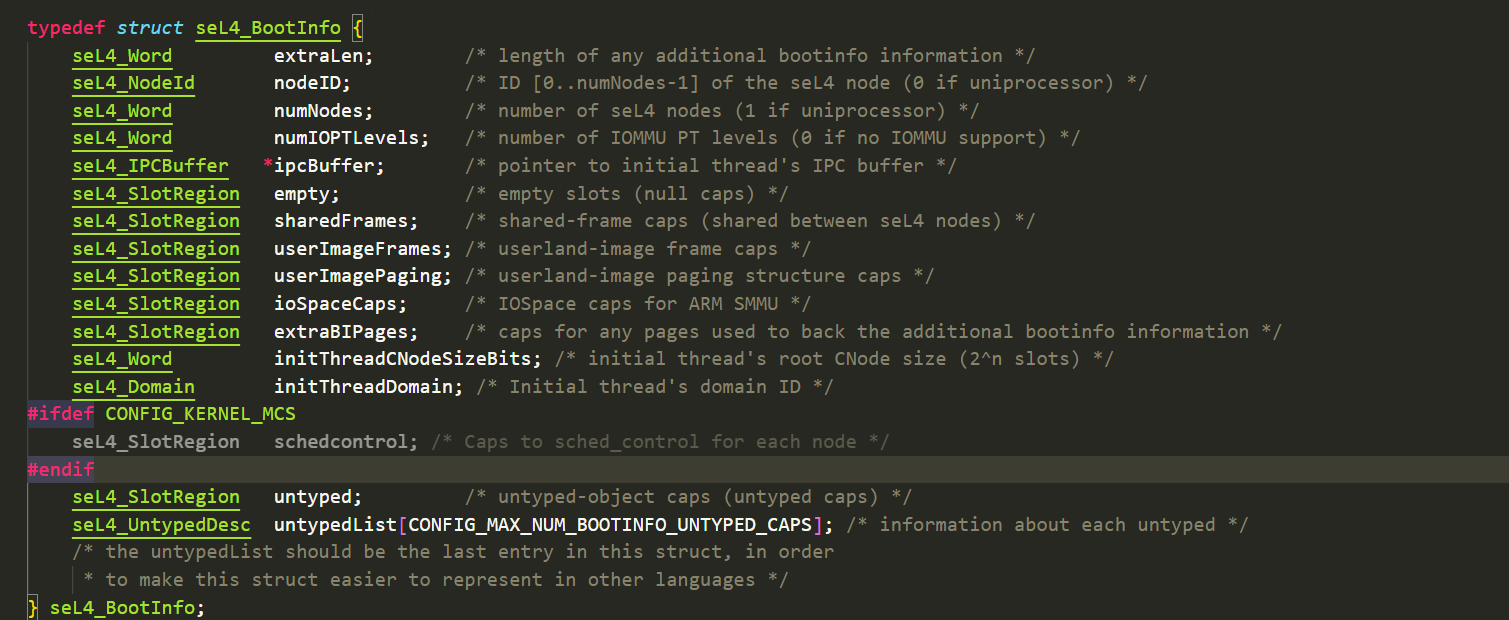 typedef struct seL4_BootInfo {
    seL4_Word         extraLen;        /* length of any additional bootinfo information */
    seL4_NodeId       nodeID;          /* ID [0..numNodes-1] of the seL4 node (0 if uniprocessor) */
    seL4_Word         numNodes;        /* number of seL4 nodes (1 if uniprocessor) */
    seL4_Word         numIOPTLevels;   /* number of IOMMU PT levels (0 if no IOMMU support) */
    seL4_IPCBuffer   *ipcBuffer;       /* pointer to initial thread's IPC buffer */
    seL4_SlotRegion   empty;           /* empty slots (null caps) */
    seL4_SlotRegion   sharedFrames;    /* shared-frame caps (shared between seL4 nodes) */
    seL4_SlotRegion   userImageFrames; /* userland-image frame caps */
    seL4_SlotRegion   userImagePaging; /* userland-image paging structure caps */
    seL4_SlotRegion   ioSpaceCaps;     /* IOSpace caps for ARM SMMU */
    seL4_SlotRegion   extraBIPages;    /* caps for any pages used to back the additional bootinfo information */
    seL4_Word         initThreadCNodeSizeBits; /* initial thread's root CNode size (2^n slots) */
    seL4_Domain       initThreadDomain; /* Initial thread's domain ID */
#ifdef CONFIG_KERNEL_MCS
    seL4_SlotRegion   schedcontrol; /* Caps to sched_control for each node */
#endif
    seL4_SlotRegion   untyped;         /* untyped-object caps (untyped caps) */
    seL4_UntypedDesc  untypedList[CONFIG_MAX_NUM_BOOTINFO_UNTYPED_CAPS]; /* information about each untyped */
    /* the untypedList should be the last entry in this struct, in order
     * to make this struct easier to represent in other languages */
} seL4_BootInfo;